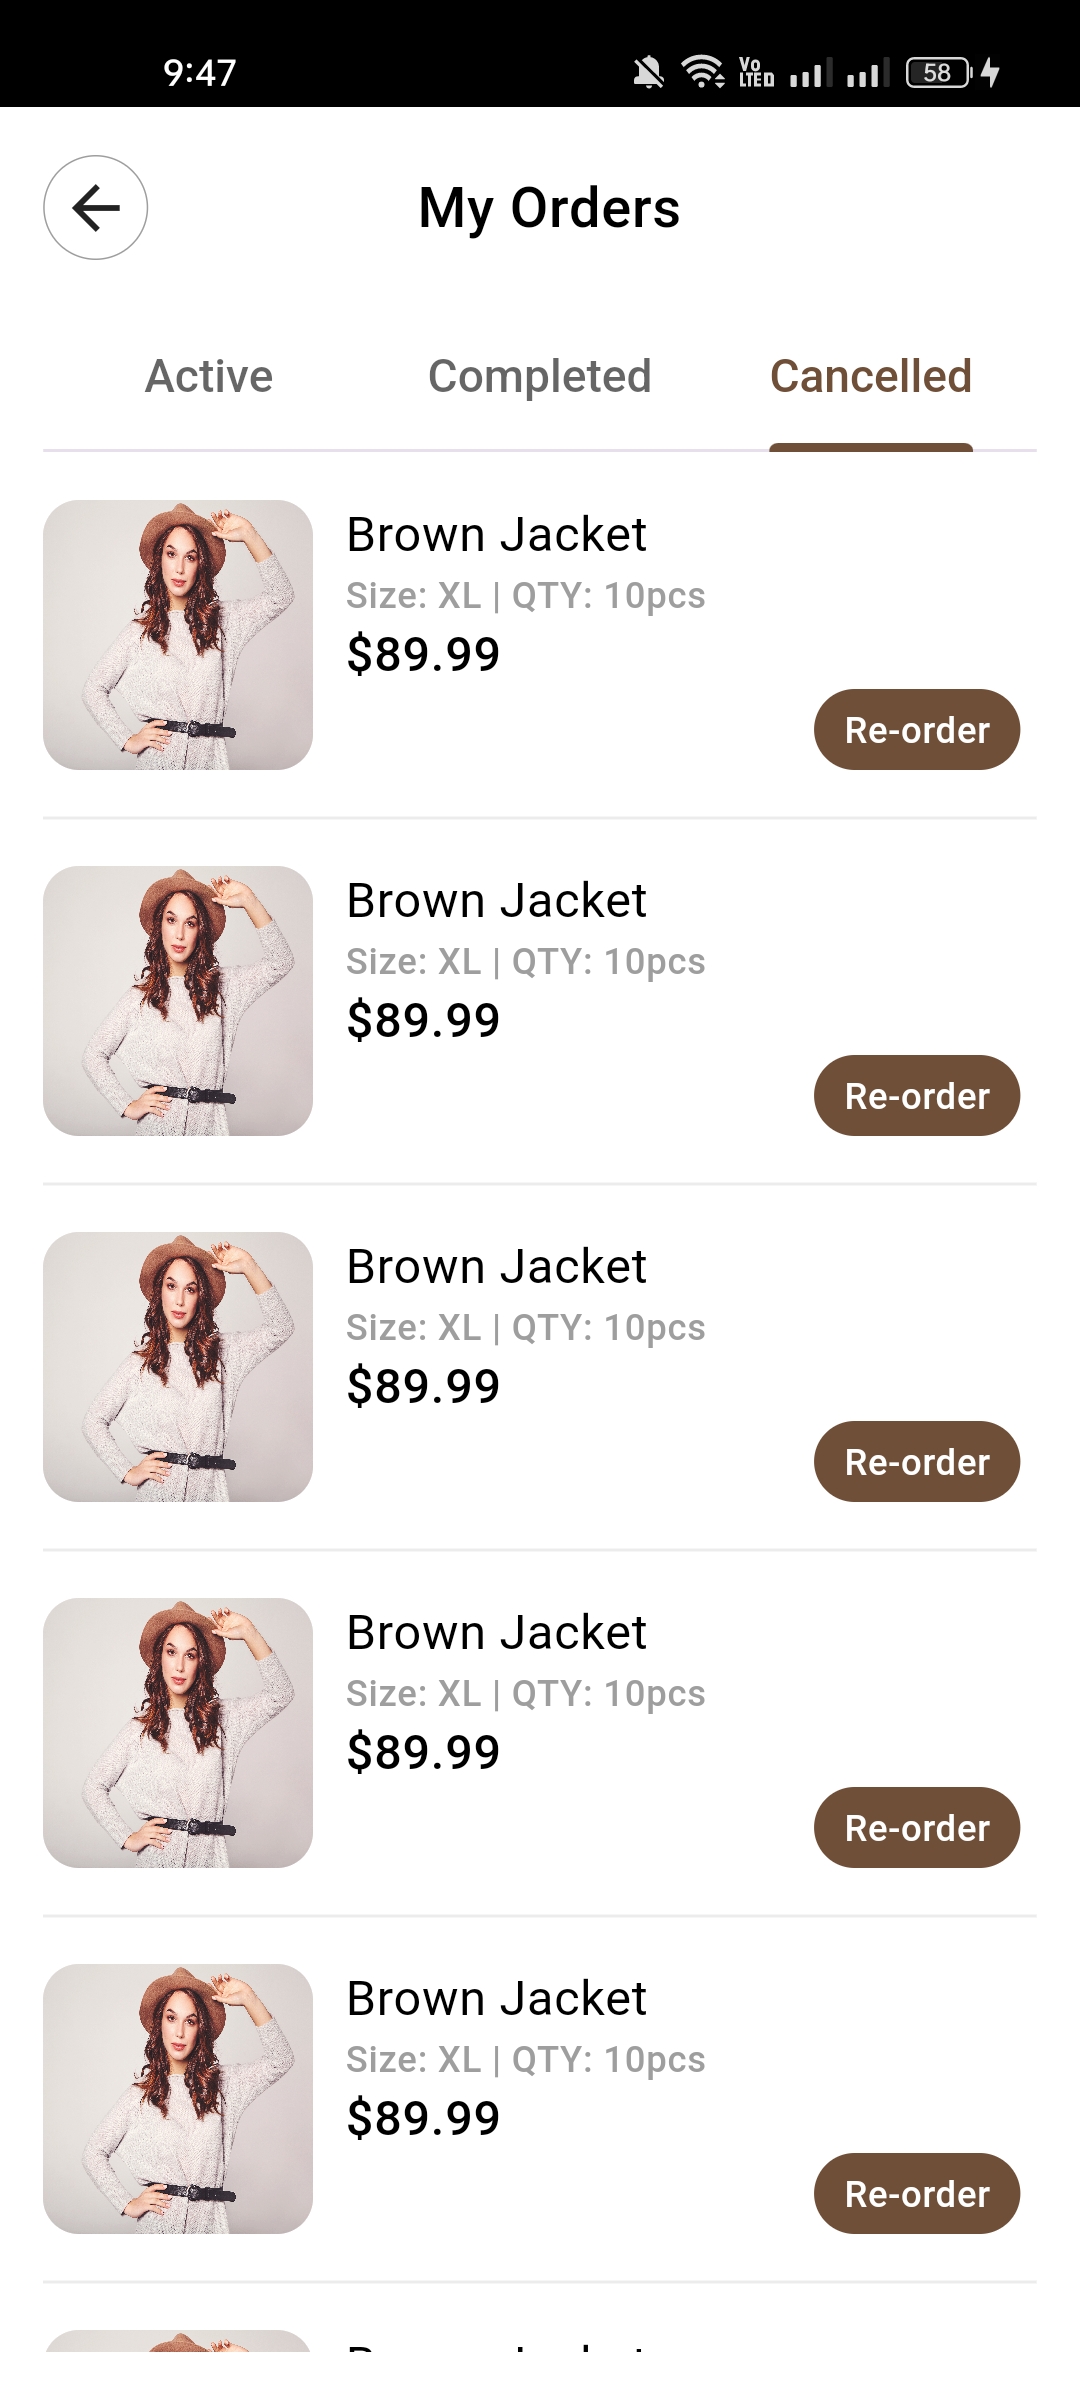 9:47
Vo LTED
58
My Orders
Active Completed Cancelled
Brown Jacket
Size: XL | QTY: 10pcs
$89.99
Re-order
Brown Jacket
Size: XL | QTY: 10pcs
$89.99
Re-order
Brown Jacket
Size: XL | QTY: 10pcs
$89.99
Re-order
Brown Jacket
Size: XL | QTY: 10pcs
$89.99
Re-order
Brown Jacket
Size: XL | QTY: 10pcs
$89.99
Re-order